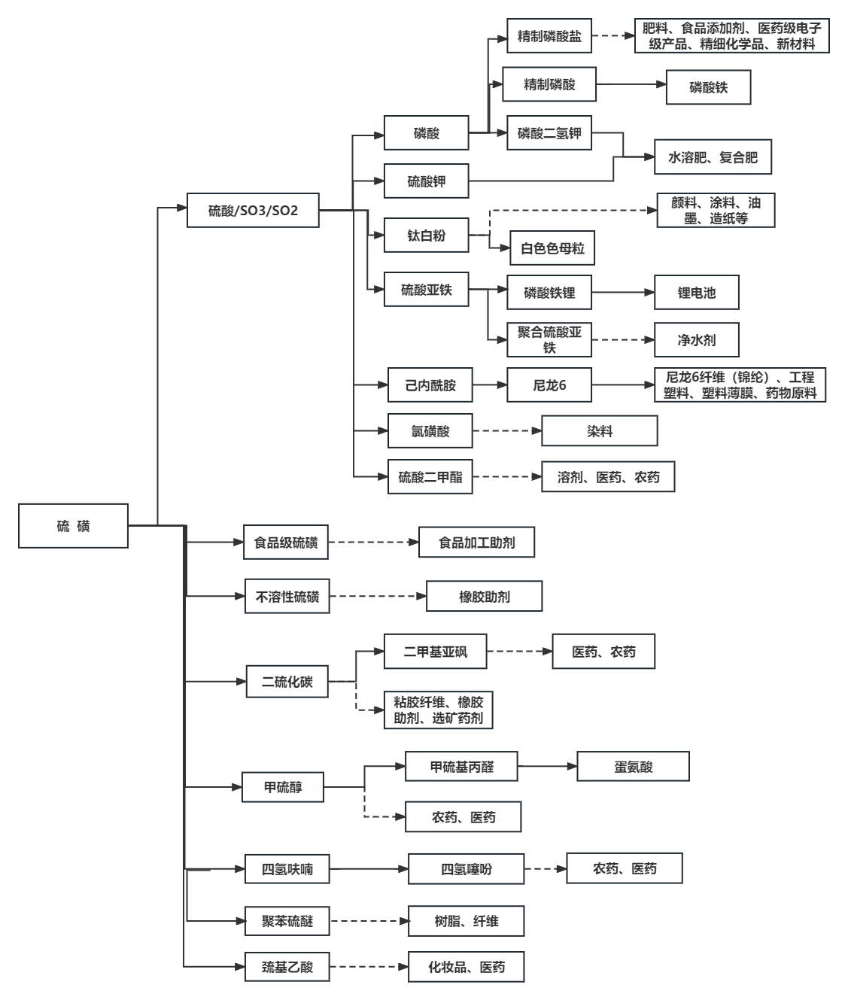 精制磷酸盐
肥料、食品添加剂、医药级电子
级产品、精细化学品、新材料
精制磷酸
磷酸铁
磷酸
磷酸二氢钾
水溶肥、复合肥
硫酸钾
硫酸/SO3/SO2
颜料、涂料、油
墨、造纸等
钛白粉
白色色母粒
硫酸亚铁
磷酸铁锂
锂电池
聚合硫酸亚
铁
净水剂
己内酰胺
尼龙6
尼龙6纤维（锦纶）、工程
塑料、塑料薄膜、药物原料
氯磺酸
染料
硫酸二甲酯
溶剂、医药、农药
硫 磺
食品级硫磺
食品加工助剂
不溶性硫磺
橡胶助剂
二硫化碳
二甲基亚砜
医药、农药
粘胶纤维、橡胶
助剂、选矿药剂
甲硫醇
甲硫基丙醛
蛋氨酸
农药、医药
四氢呋喃
四氢噻吩
农药、医药
聚苯硫醚
树脂、纤维
巯基乙酸
化妆品、医药